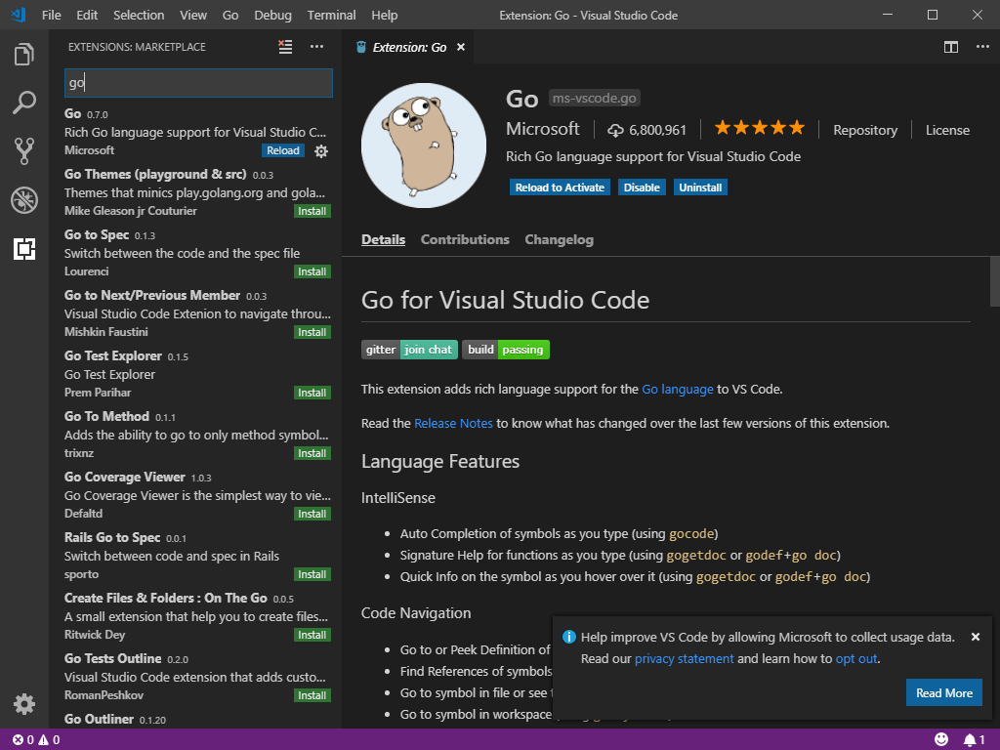 File Edit Selection View Go Debug Terminal Help Extension: Go - Visual Studio Code
EXTENSIONS: MARKETPLACE
go
Go 0.7.0
Rich Go language support for Visual Studio C...
Microsoft Reload
Go Themes (playground & src) 0.0.3
Themes that minics play.golang.org and gola...
Mike Gleason jr Couturier Install
Go to Spec 0.1.3
Switch between the code and the spec file
Lourenci Install
Go to Next/Previous Member 0.0.3
Visual Studio Code Extenion to navigate throu...
Mishkin Faustini Install
Go Test Explorer 0.1.5
Go Test Explorer
Prem Parihar Install
Go To Method 0.1.1
Adds the ability to go to only method symbol...
trixnz Install
Go Coverage Viewer 1.0.3
Go Coverage Viewer is the simplest way to vie...
Defaltd Install
Rails Go to Spec 0.0.1
Switch between code and spec in Rails
sporto Install
Create Files & Folders : On The Go 0.0.5
A small extension that help you to create files...
Ritwick Dey Install
Go Tests Outline 0.2.0
Visual Studio Code extension that adds custo...
RomanPeshkov Install
Go Outliner 0.1.20
Extension: Go
Go ms-vscode.go
Microsoft 6,800,961 Repository License
Rich Go language support for Visual Studio Code
Reload to Activate Disable Uninstall
Details Contributions Changelog
Go for Visual Studio Code
gitter join chat build passing
This extension adds rich language support for the Go language to VS Code.
Read the Release Notes to know what has changed over the last few versions of this extension.
Language Features
IntelliSense
• Auto Completion of symbols as you type (using gocode)
• Signature Help for functions as you type (using gogetdoc or godef+go doc)
• Quick Info on the symbol as you hover over it (using gogetdoc or godef+go doc)
Code Navigation
• Go to or Peek Definition of
• Find References of symbols
• Go to symbol in file or see
• Go to symbol in workspace
Help improve VS Code by allowing Microsoft to collect usage data.
Read our privacy statement and learn how to opt out.
Read More
0 0 1